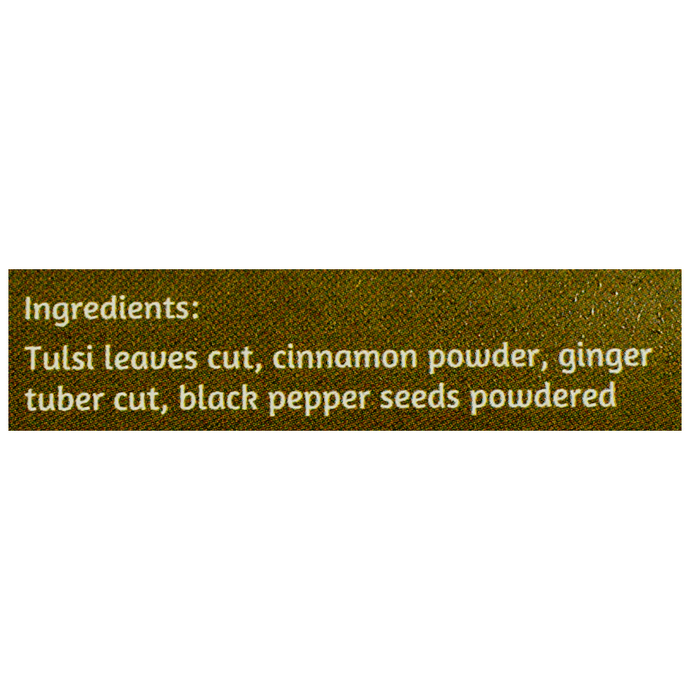 Ingredients:
Tulsi leaves cut, cinnamon powder, ginger
tuber cut, black pepper seeds powdered